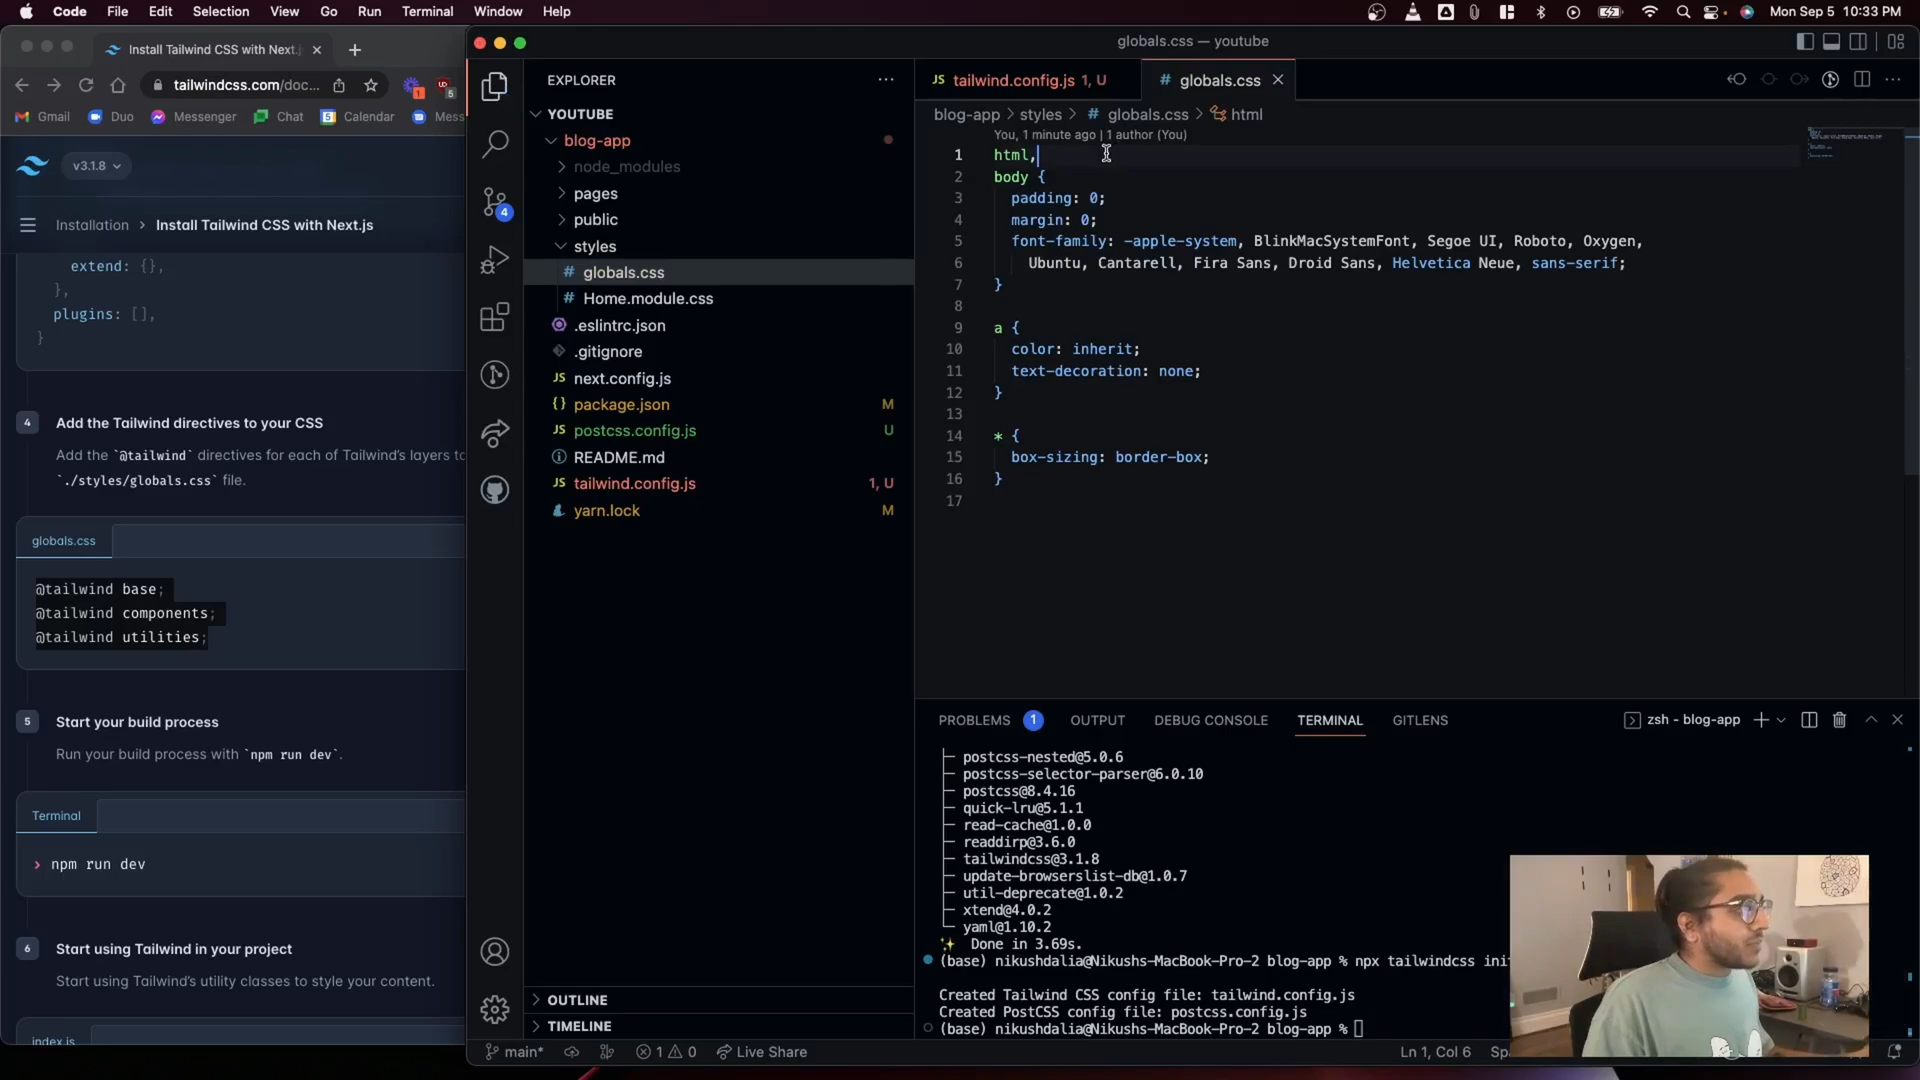 Code File Edit Selection View Go Run Terminal Window Help
Mon Sep 5 10:33 PM
Install Tailwind CSS with Next.j
tailwindcss.com/doc...
1
5
Gmail Duo Messenger Chat Calendar Mess
v3.1.8
Installation > Install Tailwind CSS with Next.js
extend: {},
},
plugins: [],
}
4 Add the Tailwind directives to your CSS
Add the `@tailwind` directives for each of Tailwind's layers to
`./styles/globals.css` file.
globals.css
@tailwind base;
@tailwind components;
@tailwind utilities;
5 Start your build process
Run your build process with `npm run dev`.
Terminal
> npm run dev
6 Start using Tailwind in your project
Start using Tailwind's utility classes to style your content.
index.js
globals.css — youtube
4
EXPLORER
YOUTUBE
blog-app
node_modules
pages
public
styles
# globals.css
# Home.module.css
.eslintrc.json
.gitignore
JS next.config.js
{} package.json M
JS postcss.config.js U
README.md
JS tailwind.config.js 1, U
yarn.lock M
OUTLINE
TIMELINE
JS tailwind.config.js 1, U
# globals.css
blog-app > styles > # globals.css > html
You, 1 minute ago | 1 author (You)
1 html,
2 body {
3 padding: 0;
4 margin: 0;
5 font-family: -apple-system, BlinkMacSystemFont, Segoe UI, Roboto, Oxygen,
6 Ubuntu, Cantarell, Fira Sans, Droid Sans, Helvetica Neue, sans-serif;
7 }
8
9 a {
10 color: inherit;
11 text-decoration: none;
12 }
13
14 * {
15 box-sizing: border-box;
16 }
17
PROBLEMS 1 OUTPUT DEBUG CONSOLE TERMINAL GITLENS
zsh - blog-app
├─ postcss-nested@5.0.6
├─ postcss-selector-parser@6.0.10
├─ postcss@8.4.16
├─ quick-lru@5.1.1
├─ read-cache@1.0.0
├─ readdirp@3.6.0
├─ tailwindcss@3.1.8
├─ update-browserslist-db@1.0.7
├─ util-deprecate@1.0.2
├─ xtend@4.0.2
└─ yaml@1.10.2
✨ Done in 3.69s.
(base) nikushdalia@Nikushs-MacBook-Pro-2 blog-app % npx tailwindcss ini
Created Tailwind CSS config file: tailwind.config.js
Created PostCSS config file: postcss.config.js
(base) nikushdalia@Nikushs-MacBook-Pro-2 blog-app %
main* 1 0 Live Share
Ln 1, Col 6